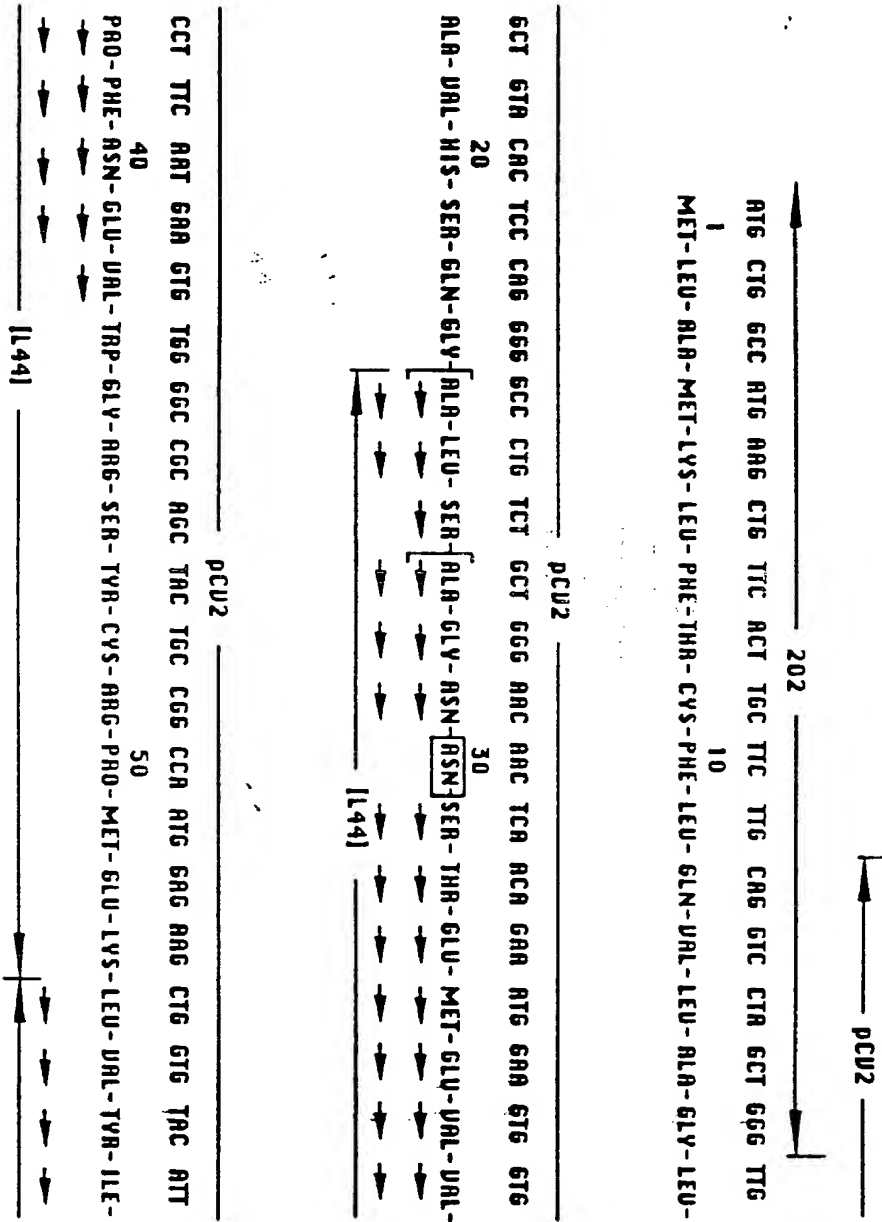 pCV2
202
ATG CTG GCC ATG AAG CTG TTC ACT TGC TTC TTG CAG GTC CTA GCT GGG TTG
1 10
MET-LEU-ALA-MET-LYS-LEU-PHE-THR-CYS-PHE-LEU-GLN-VAL-LEU-ALA-GLY-LEU-
pCV2
GCT GTA CAC TCC CAG GGG GCC CTG TCT GCT GGG AAC AAC TCA ACA GAA ATG GAA GTG GTG
20 30
ALA-VAL-HIS-SER-GLN-GLY-ALA-LEU-SER-ALA-GLY-ASN-ASN-SER-THR-GLU-MET-GLU-VAL-VAL-
[L44]
pCV2
CCT TTC AAT GAA GTG TGG GGC CGC AGC TAC TGC CGG CCA ATG GAG AAG CTG GTG TAC ATT
40 50
PRO-PHE-ASN-GLU-VAL-TRP-GLY-ARG-SER-TYR-CYS-ARG-PRO-MET-GLU-LYS-LEU-VAL-TYR-ILE-
[L44]